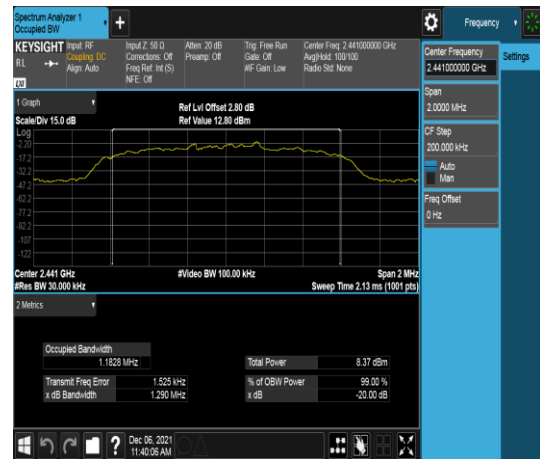 Spectrum Analyzer 1
Occupied BW
+
Frequency
KEYSIGHT
Input: RF
Coupling: DC
Align: Auto
Input Z: 50 Ω
Corrections: Off
Freq Ref: Int (S)
NFE: Off
Atten: 20 dB
Preamp: Off
Trig: Free Run
Gate: Off
#IF Gain: Low
Center Freq: 2.441000000 GHz
Avg|Hold: 100/100
Radio Std: None
RL
LXI
Center Frequency
2.441000000 GHz
Settings
Span
2.0000 MHz
CF Step
200.000 kHz
Auto
Man
Freq Offset
0 Hz
1 Graph
Scale/Div 15.0 dB
Ref Lvl Offset 2.80 dB
Ref Value 12.80 dBm
Log
-2.20
-17.2
-32.2
-47.2
-62.2
-77.2
-92.2
-107
-122
Center 2.441 GHz
#Res BW 30.000 kHz
#Video BW 100.00 kHz
Span 2 MHz
Sweep Time 2.13 ms (1001 pts)
2 Metrics
Occupied Bandwidth
1.1828 MHz
Total Power 8.37 dBm
Transmit Freq Error 1.525 kHz
% of OBW Power 99.00 %
x dB Bandwidth 1.290 MHz
x dB -20.00 dB
?
Dec 06, 2021
11:40:06 AM